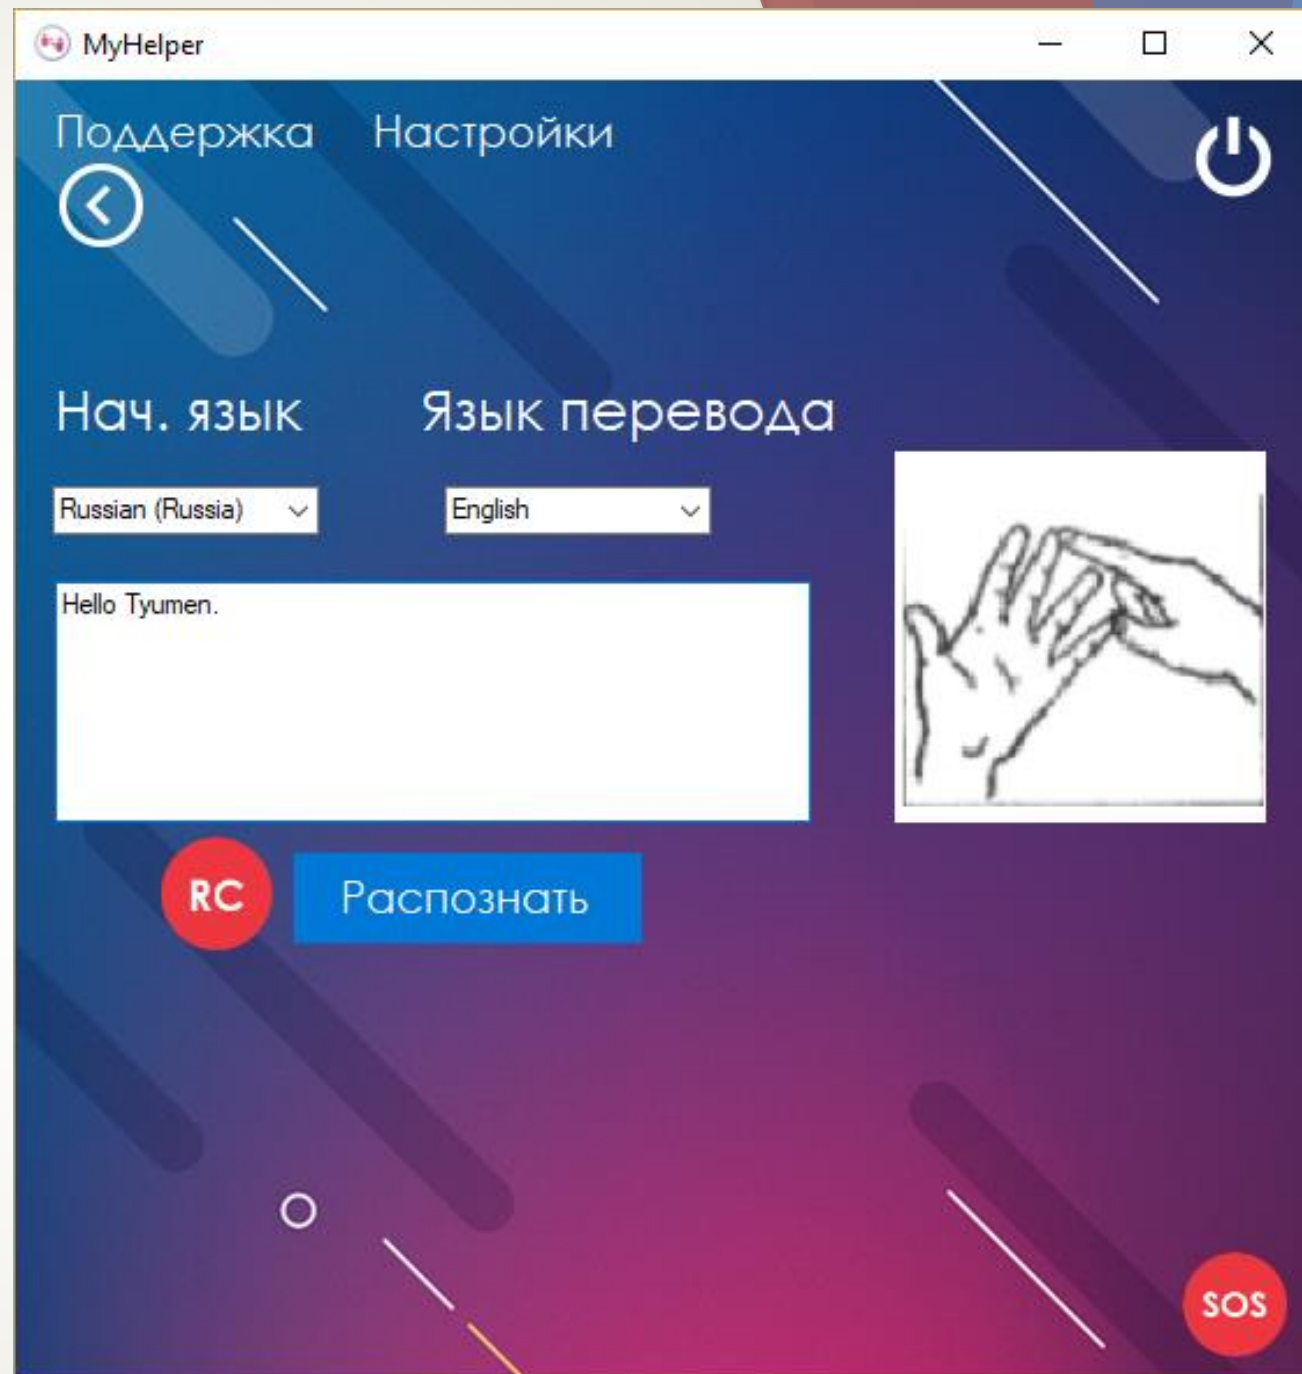 MyHelper
Поддержка Настройки
Нач. язык Язык перевода
Russian (Russia) English
Hello Tyumen.
RC Распознать
SOS